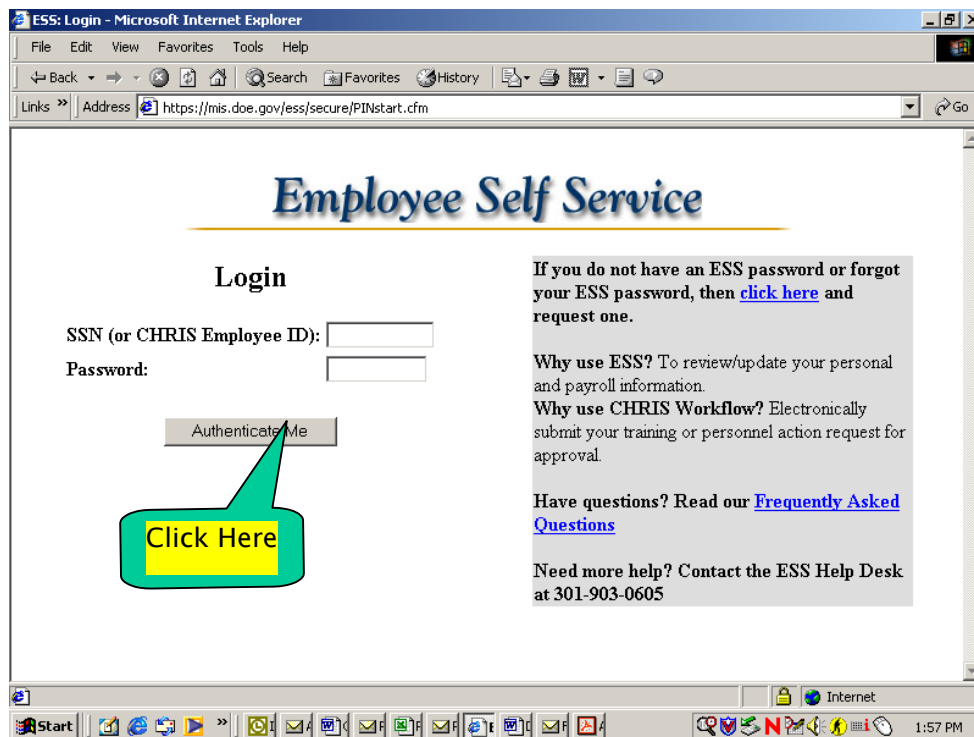 ESS: Login - Microsoft Internet Explorer
File Edit View Favorites Tools Help
Back Search Favorites History
Links » Address https://mis.doe.gov/ess/secure/PINstart.cfm Go
Employee Self Service
Login
SSN (or CHRIS Employee ID):
Password:
Authenticate Me
Click Here
If you do not have an ESS password or forgot
your ESS password, then click here and
request one.
Why use ESS? To review/update your personal
and payroll information.
Why use CHRIS Workflow? Electronically
submit your training or personnel action request for
approval.
Have questions? Read our Frequently Asked
Questions
Need more help? Contact the ESS Help Desk
at 301-903-0605
Internet
Start » 1:57 PM